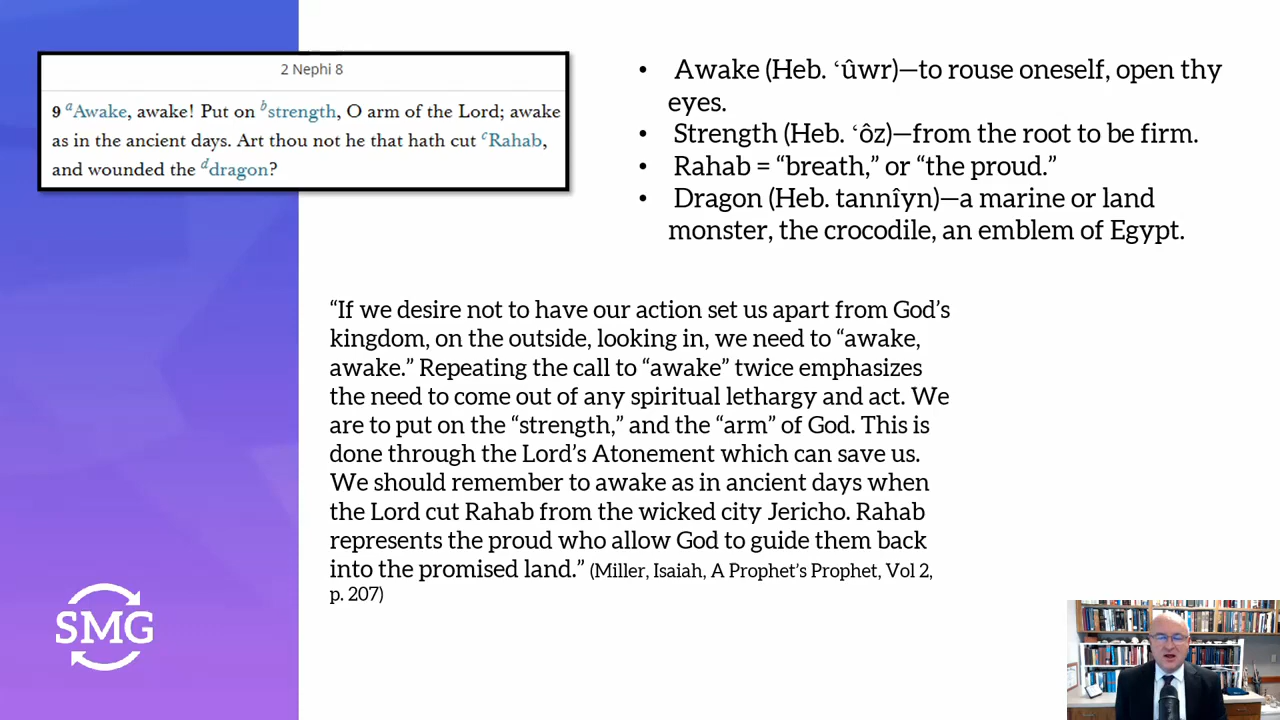 2 Nephi 8
9 ᵃAwake, awake! Put on ᵇstrength, O arm of the Lord; awake
as in the ancient days. Art thou not he that hath cut ᶜRahab,
and wounded the ᵈdragon?
• Awake (Heb. ʿûwr)—to rouse oneself, open thy
eyes.
• Strength (Heb. ʿôz)—from the root to be firm.
• Rahab = “breath,” or “the proud.”
• Dragon (Heb. tannîyn)—a marine or land
monster, the crocodile, an emblem of Egypt.
“If we desire not to have our action set us apart from God’s
kingdom, on the outside, looking in, we need to “awake,
awake.” Repeating the call to “awake” twice emphasizes
the need to come out of any spiritual lethargy and act. We
are to put on the “strength,” and the “arm” of God. This is
done through the Lord’s Atonement which can save us.
We should remember to awake as in ancient days when
the Lord cut Rahab from the wicked city Jericho. Rahab
represents the proud who allow God to guide them back
into the promised land.” (Miller, Isaiah, A Prophet’s Prophet, Vol 2,
p. 207)
SMG